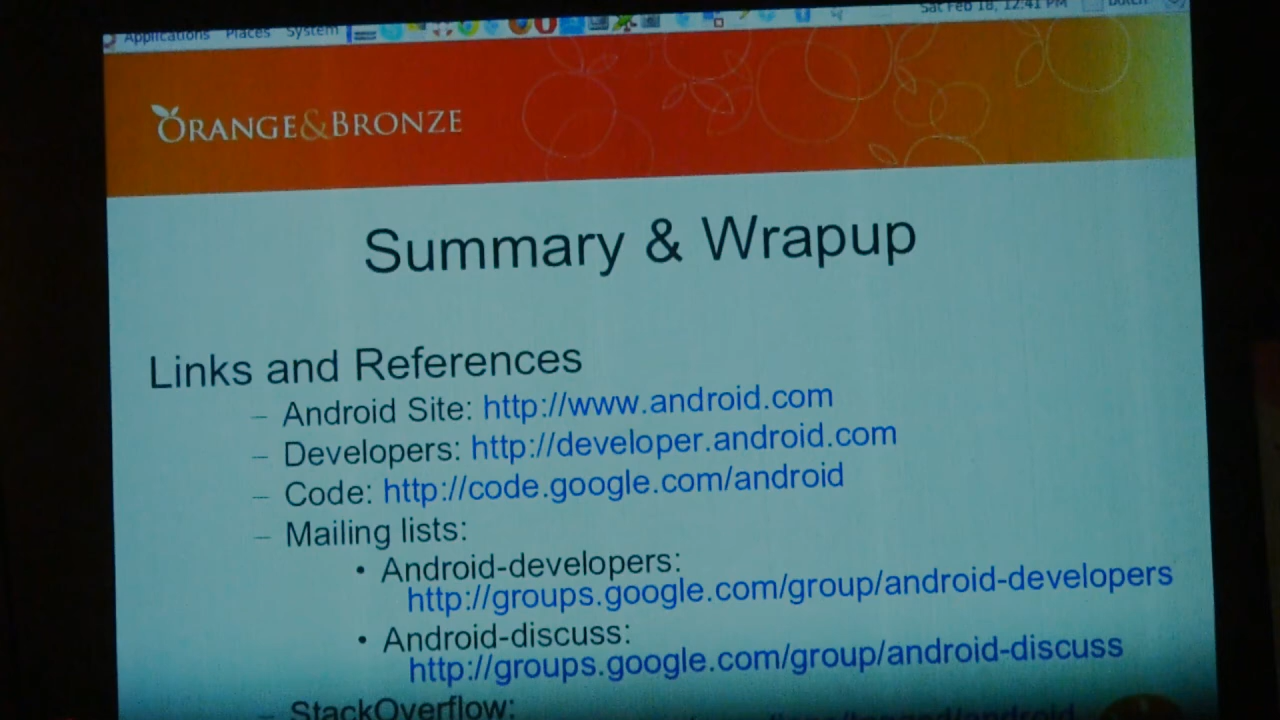 Applications Places System Sat Feb 18, 12:41 PM
ORANGE&BRONZE
Summary & Wrapup
Links and References
– Android Site: http://www.android.com
– Developers: http://developer.android.com
– Code: http://code.google.com/android
– Mailing lists:
• Android-developers:
http://groups.google.com/group/android-developers
• Android-discuss:
http://groups.google.com/group/android-discuss
– StackOverflow: